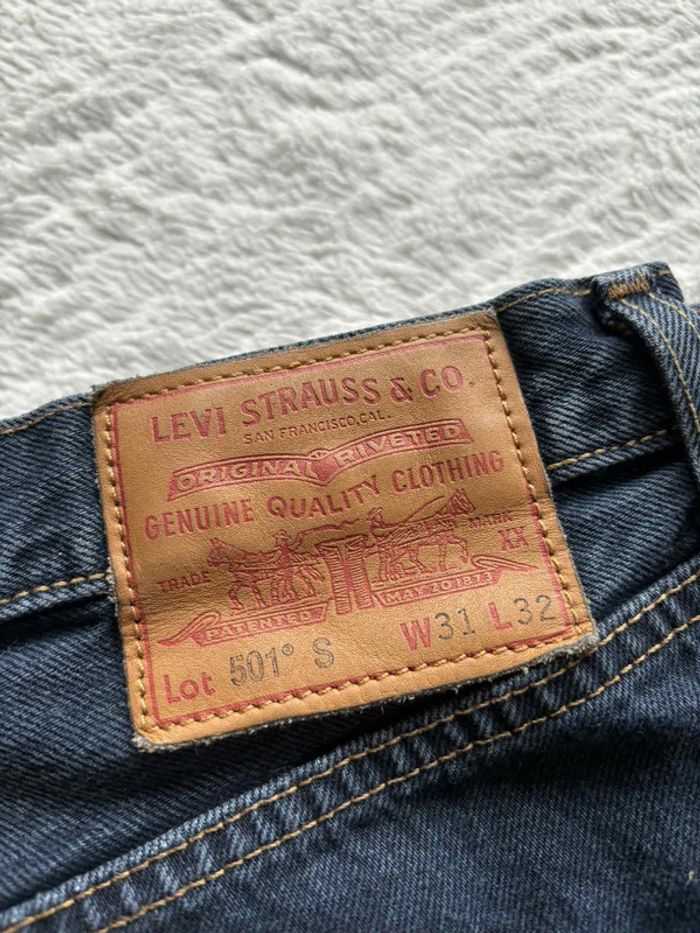 LEVI STRAUSS & CO.
SAN FRANCISCO, CAL.
ORIGINAL RIVETED
GENUINE QUALITY CLOTHING
TRADE MARK
XX
PATENTED MAY 20 1873
Lot 501° S W31 L32